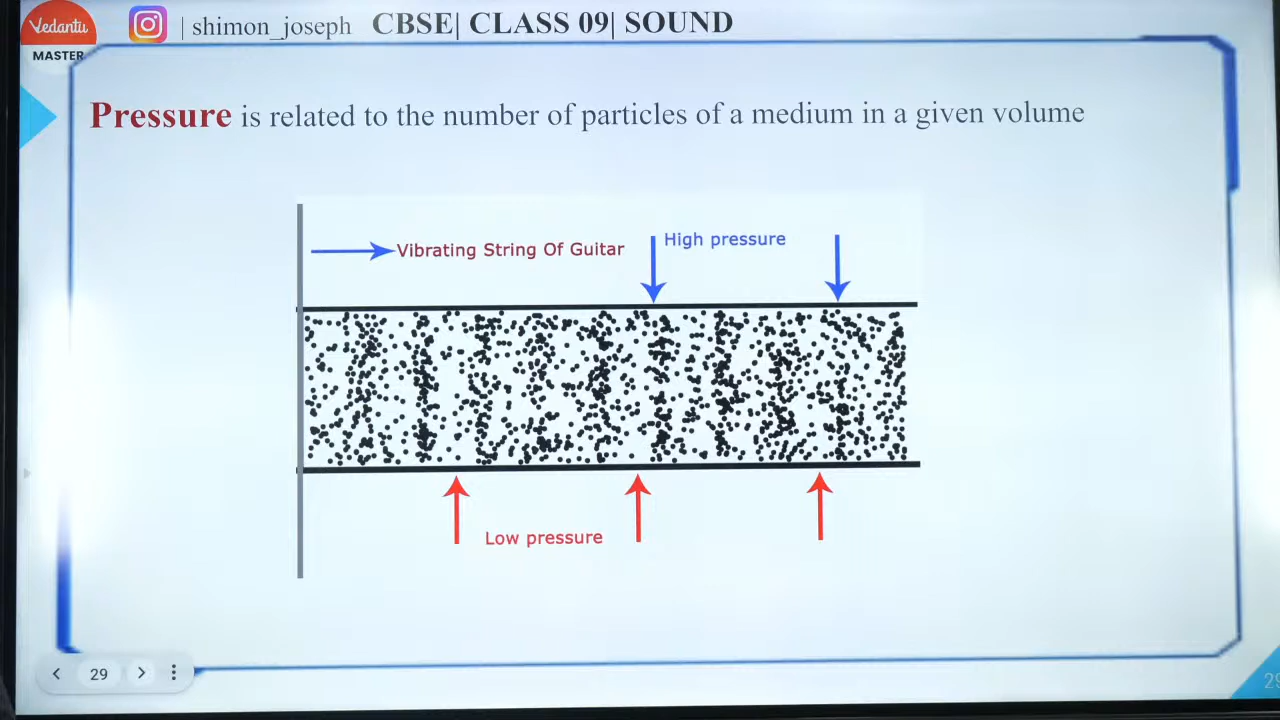 Vedantu
MASTER
| shimon_joseph CBSE| CLASS 09| SOUND
Pressure is related to the number of particles of a medium in a given volume
Vibrating String Of Guitar
High pressure
Low pressure
29
29